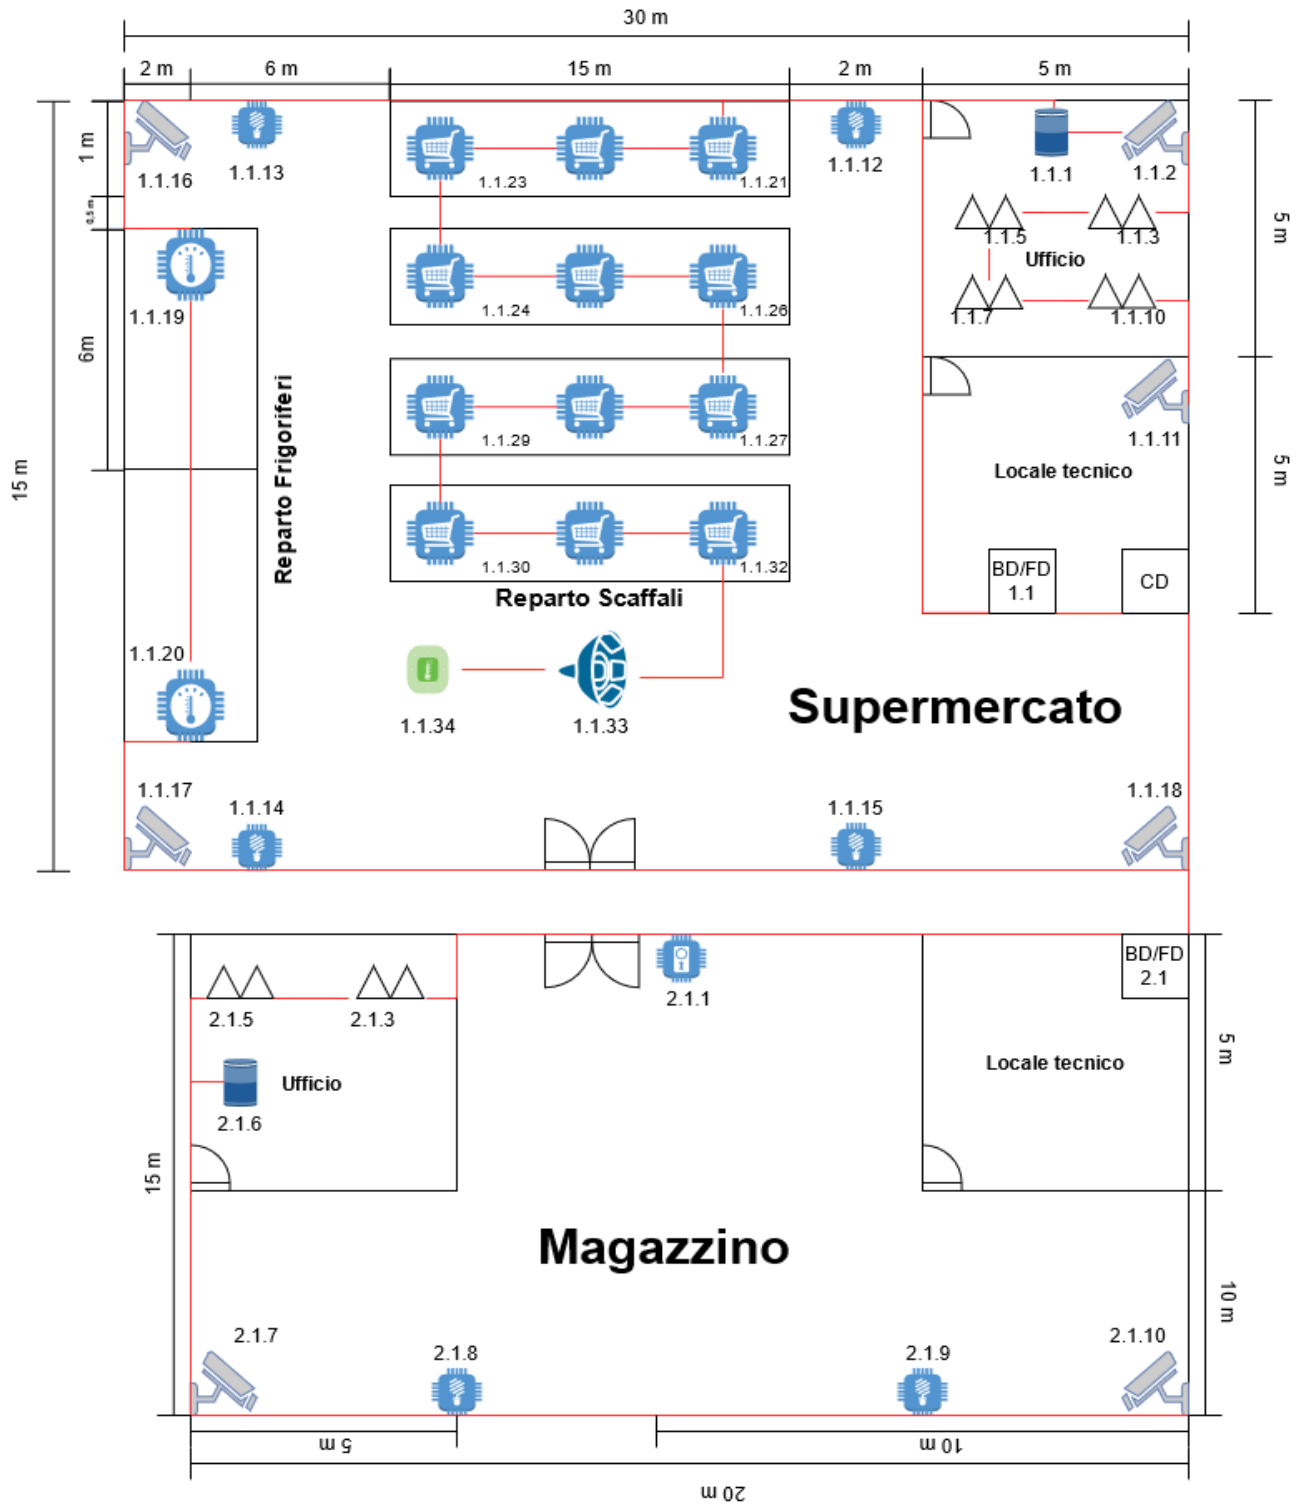 30 m
2 m
6 m
15 m
2 m
5 m
1 m
0,5 m
6m
15 m
5 m
5 m
1.1.16
1.1.13
1.1.23
1.1.21
1.1.12
1.1.1
1.1.2
1.1.5
1.1.3
Ufficio
1.1.7
1.1.10
1.1.19
1.1.24
1.1.26
Reparto Frigoriferi
1.1.29
1.1.27
1.1.11
Locale tecnico
1.1.30
1.1.32
BD/FD
1.1
CD
Reparto Scaffali
1.1.20
1.1.34
1.1.33
Supermercato
1.1.17
1.1.14
1.1.15
1.1.18
2.1.5
2.1.3
2.1.1
BD/FD
2.1
Ufficio
2.1.6
Locale tecnico
5 m
15 m
Magazzino
10 m
2.1.7
2.1.8
2.1.9
2.1.10
5 m
10 m
20 m